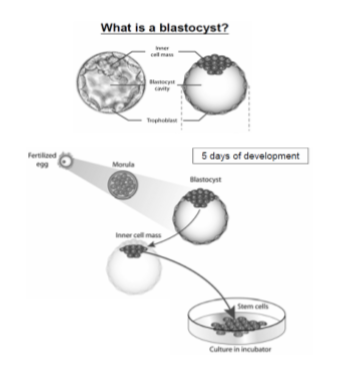 What is a blastocyst?
Inner
cell mass
Blastocyst
cavity
Trophoblast
5 days of development
Fertilized
egg
Morula
Blastocyst
Inner cell mass
Stem cells
Culture in incubator